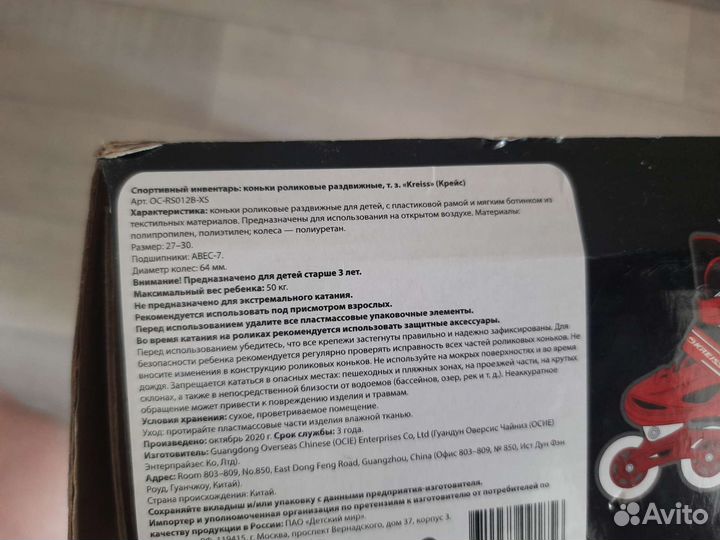 Спортивный инвентарь: коньки роликовые раздвижные, т. з. «Kreiss» (Крейс)
Арт. OC-RS012B-XS
Характеристика: коньки роликовые раздвижные для детей, с пластиковой рамой и мягким ботинком из
текстильных материалов. Предназначены для использования на открытом воздухе. Материалы:
полипропилен, полиэтилен; колеса — полиуретан.
Размер: 27–30.
Подшипники: ABEC-7.
Диаметр колес: 64 мм.
Внимание! Предназначено для детей старше 3 лет.
Максимальный вес ребенка: 50 кг.
Не предназначено для экстремального катания.
Рекомендуется использовать под присмотром взрослых.
Перед использованием удалите все пластмассовые упаковочные элементы.
Во время катания на роликах рекомендуется использовать защитные аксессуары.
Перед использованием убедитесь, что все крепежи застегнуты правильно и надежно зафиксированы. Для
безопасности ребенка рекомендуется регулярно проверять исправность всех частей роликовых коньков. Не
вносите изменения в конструкцию роликовых коньков. Не используйте на мокрых поверхностях и во время
дождя. Запрещается кататься в опасных местах: пешеходных и пляжных зонах, на проезжей части, на крутых
склонах, а также в непосредственной близости от водоемов (бассейнов, озер, рек и т. д.). Неаккуратное
обращение может привести к повреждению изделия и травмам.
Условия хранения: сухое, проветриваемое помещение.
Уход: протирайте пластмассовые части изделия влажной тканью.
Произведено: октябрь 2020 г. Срок службы: 3 года.
Изготовитель: Guangdong Overseas Chinese (OCIE) Enterprises Co, Ltd (Гуандун Оверсис Чайниз (ОСИЕ)
Энтерпрайзес Ко, Лтд).
Адрес: Room 803–809, No.850, East Dong Feng Road, Guangzhou, China (Офис 803–809, № 850, Ист Дун Фэн
Роуд, Гуанчжоу, Китай).
Страна происхождения: Китай.
Сохраняйте вкладыш и/или упаковку с данными предприятия-изготовителя.
Импортер и уполномоченная организация по претензиям к изготовителю от потребителей по
качеству продукции в России: ПАО «Детский мир».
РФ, 119415, г. Москва, проспект Вернадского, дом 37, корпус 3,
KREISS
Avito